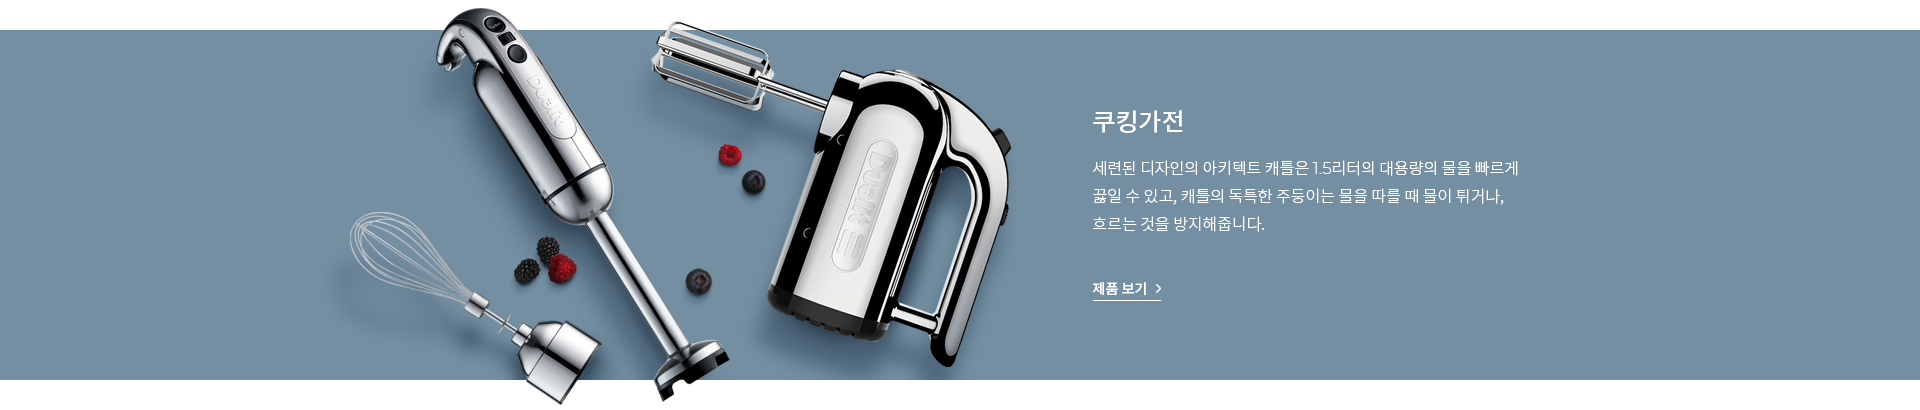 Dualit
Dualit
쿠킹가전
세련된 디자인의 아키텍트 캐틀은 1.5리터의 대용량의 물을 빠르게
끓일 수 있고, 캐틀의 독특한 주둥이는 물을 따를 때 물이 튀거나,
흐르는 것을 방지해줍니다.
제품 보기